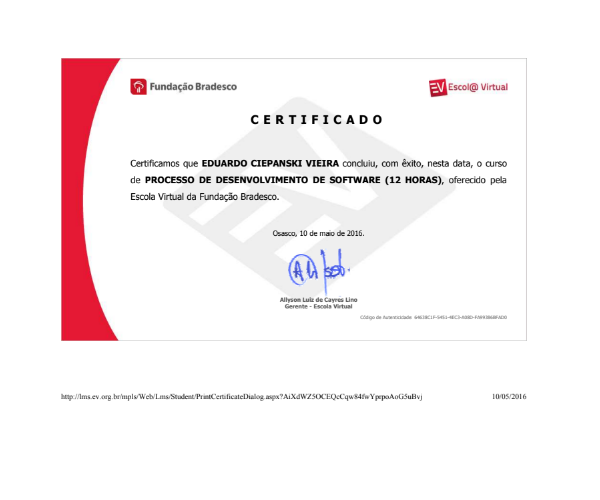 Fundação Bradesco
EV Escol@ Virtual
CERTIFICADO
Certificamos que EDUARDO CIEPANSKI VIEIRA concluiu, com êxito, nesta data, o curso
de PROCESSO DE DESENVOLVIMENTO DE SOFTWARE (12 HORAS), oferecido pela
Escola Virtual da Fundação Bradesco.
Osasco, 10 de maio de 2016.
Allyson Luiz de Cayres Lino
Gerente – Escola Virtual
Código de Autenticidade
http://lms.ev.org.br/mpls/Web/Lms/Student/PrintCertificateDialog.aspx?AiXdWZ5OCEQcCqw84fwYprpoAoG5uBvj
10/05/2016